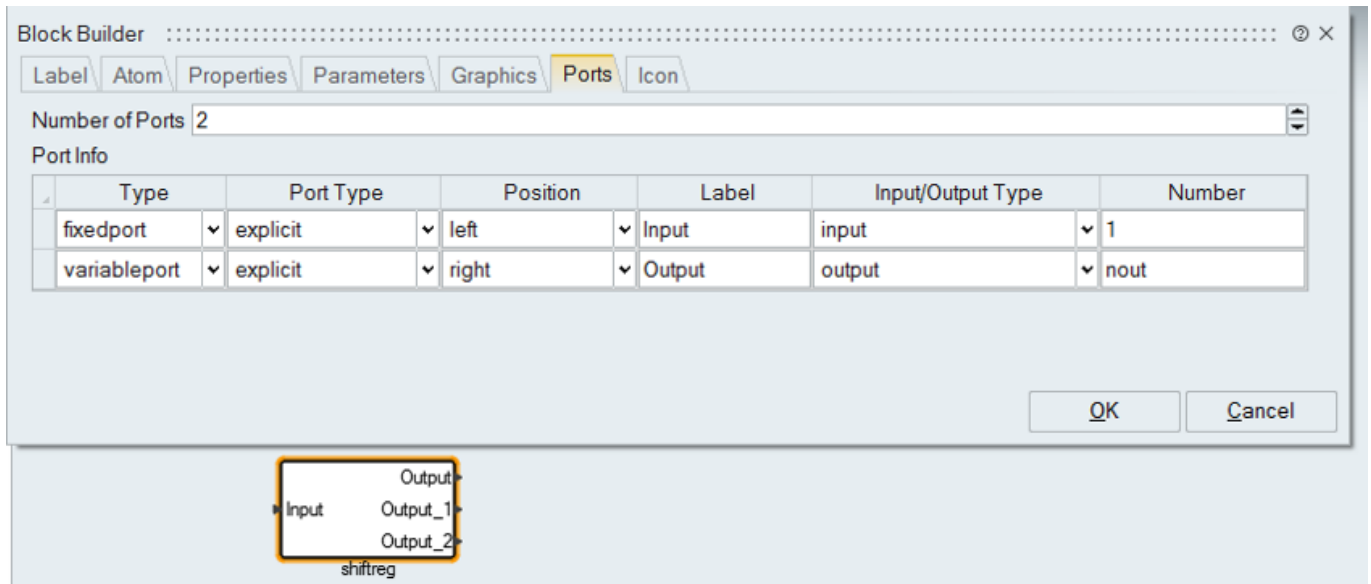 Block Builder
Label Atom Properties Parameters Graphics Ports Icon
Number of Ports 2
Port Info
Type Port Type Position Label Input/Output Type Number
fixedport explicit left Input input 1
variableport explicit right Output output nout
OK Cancel
Output
Input Output_1
Output_2
shiftreg